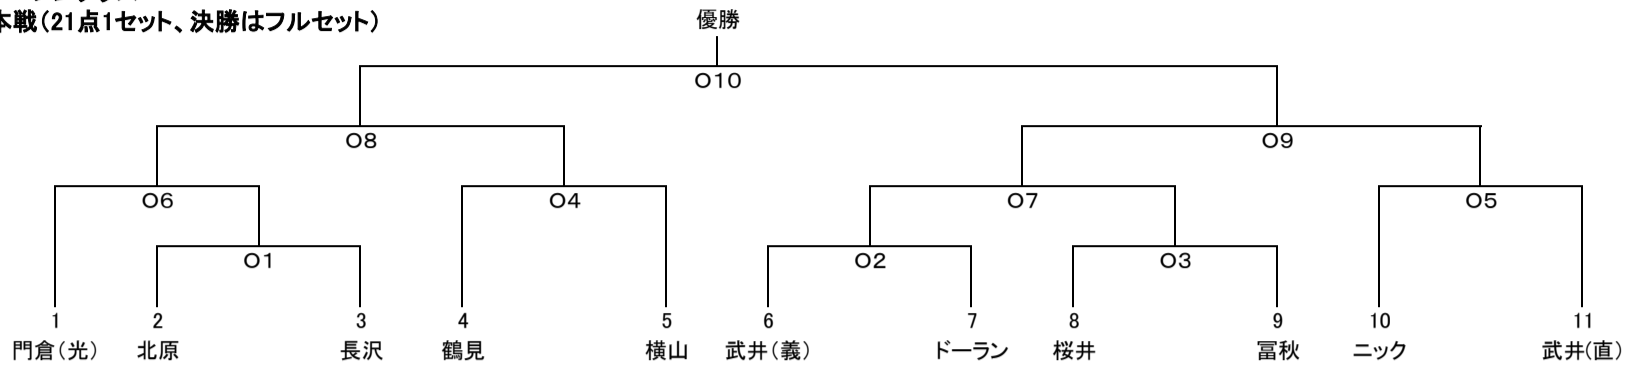 本戦（21点1セット、決勝はフルセット）
優勝
O10
O8 O9
O6 O4 O7 O5
O1 O2 O3
1 2 3 4 5 6 7 8 9 10 11
門倉（光） 北原 長沢 鶴見 横山 武井（義） ドーラン 桜井 冨秋 ニック 武井（直）